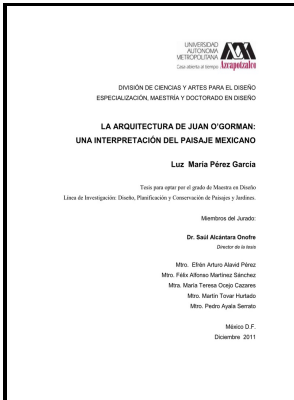 UNIVERSIDAD
AUTONOMA
METROPOLITANA
Casa abierta al tiempo Azcapotzalco
DIVISIÓN DE CIENCIAS Y ARTES PARA EL DISEÑO
ESPECIALIZACIÓN, MAESTRÍA Y DOCTORADO EN DISEÑO
LA ARQUITECTURA DE JUAN O'GORMAN:
UNA INTERPRETACIÓN DEL PAISAJE MEXICANO
Luz María Pérez García
Tesis para optar por el grado de Maestra en Diseño
Línea de Investigación: Diseño, Planificación y Conservación de Paisajes y Jardines.
Miembros del Jurado:
Dr. Saúl Alcántara Onofre
Director de la tesis
Mtro. Efrén Arturo Alavid Pérez
Mtro. Félix Alfonso Martínez Sánchez
Mtra. María Teresa Ocejo Cazares
Mtro. Martín Tovar Hurtado
Mtro. Pedro Ayala Serrato
México D.F.
Diciembre 2011